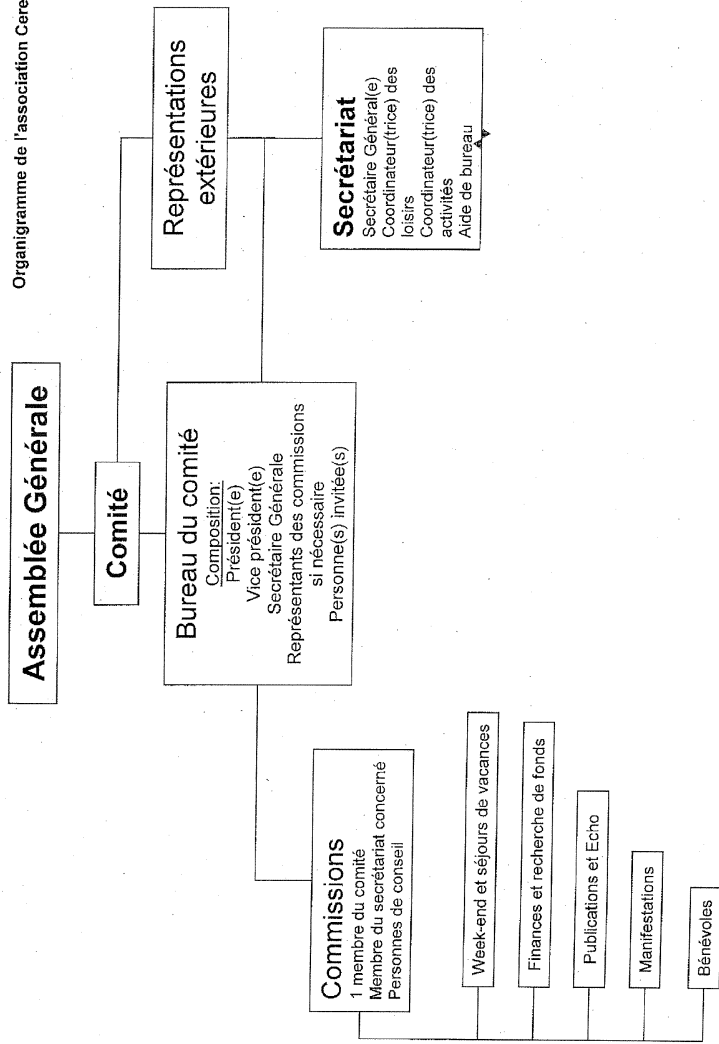 Organigramme de l'association Cere
Assemblée Générale
Comité
Représentations
extérieures
Bureau du comité
Composition:
Président(e)
Vice président(e)
Secrétaire Générale
Représentants des commissions
si nécessaire
Personne(s) invitée(s)
Secrétariat
Secrétaire Général(e)
Coordinateur(trice) des
loisirs
Coordinateur(trice) des
activités
Aide de bureau
Commissions
1 membre du comité
Membre du secrétariat concerné
Personnes de conseil
Week-end et séjours de vacances
Finances et recherche de fonds
Publications et Echo
Manifestations
Bénévoles